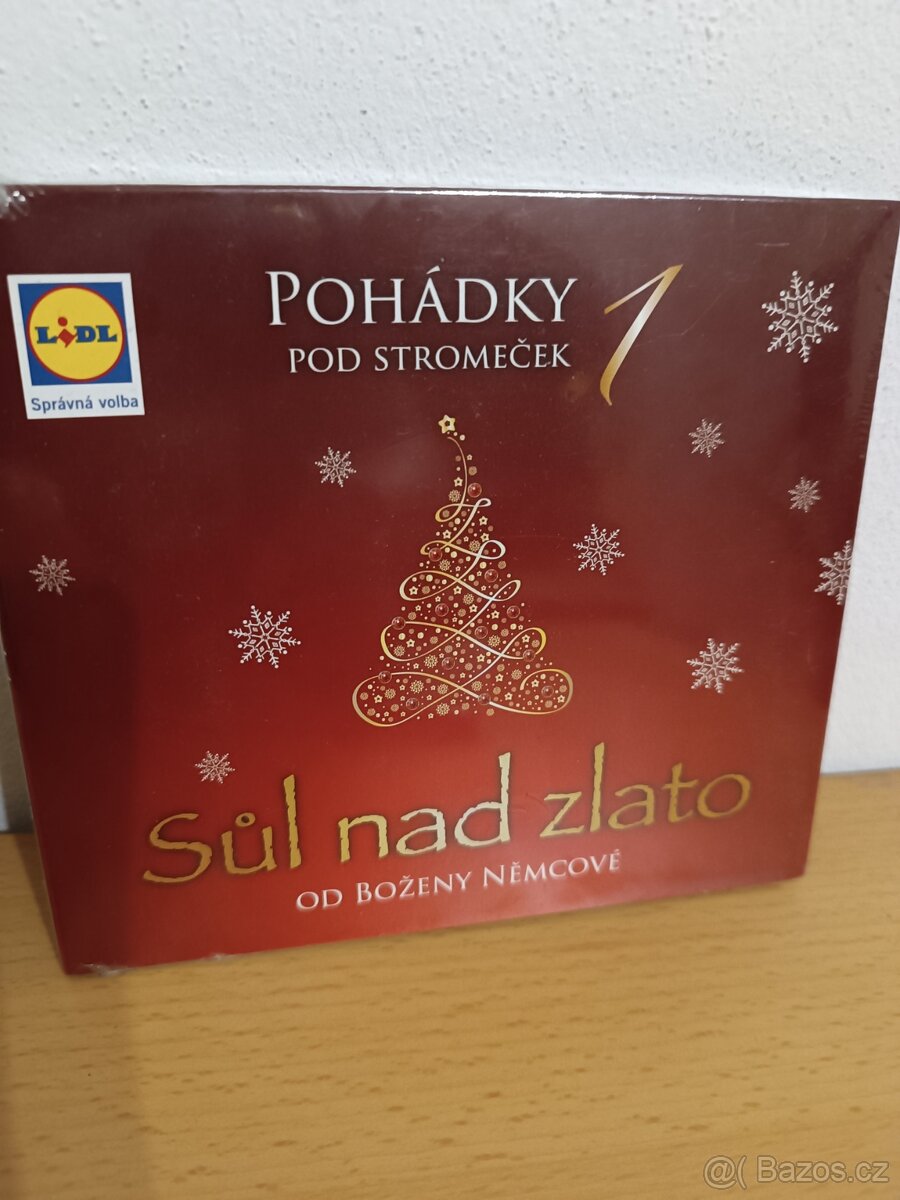 POHÁDKY 1
POD STROMEČEK
LIDL
Správná volba
Sůl nad zlato
OD BOŽENY NĚMCOVÉ
@( Bazos.cz